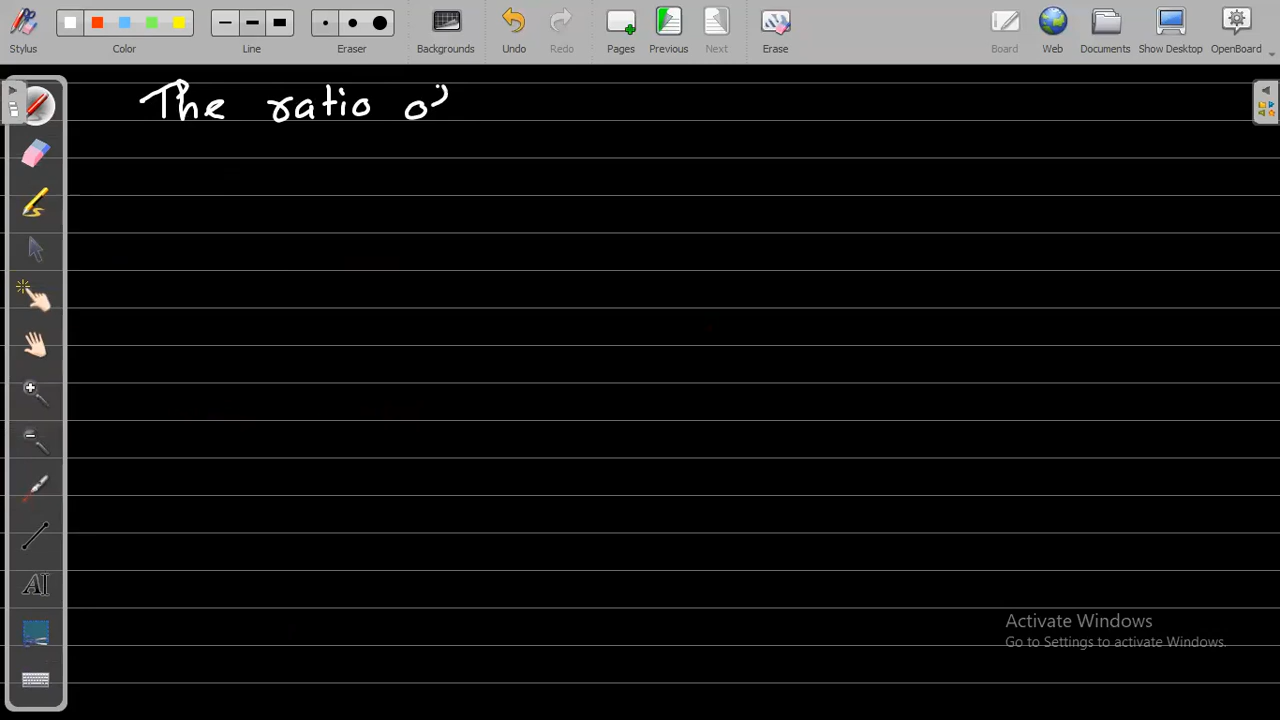 Stylus Color Line Eraser Backgrounds Undo Redo Pages Previous Next Erase Board Web Documents Show Desktop OpenBoard
The ratio
AI
Activate Windows
Go to Settings to activate Windows.